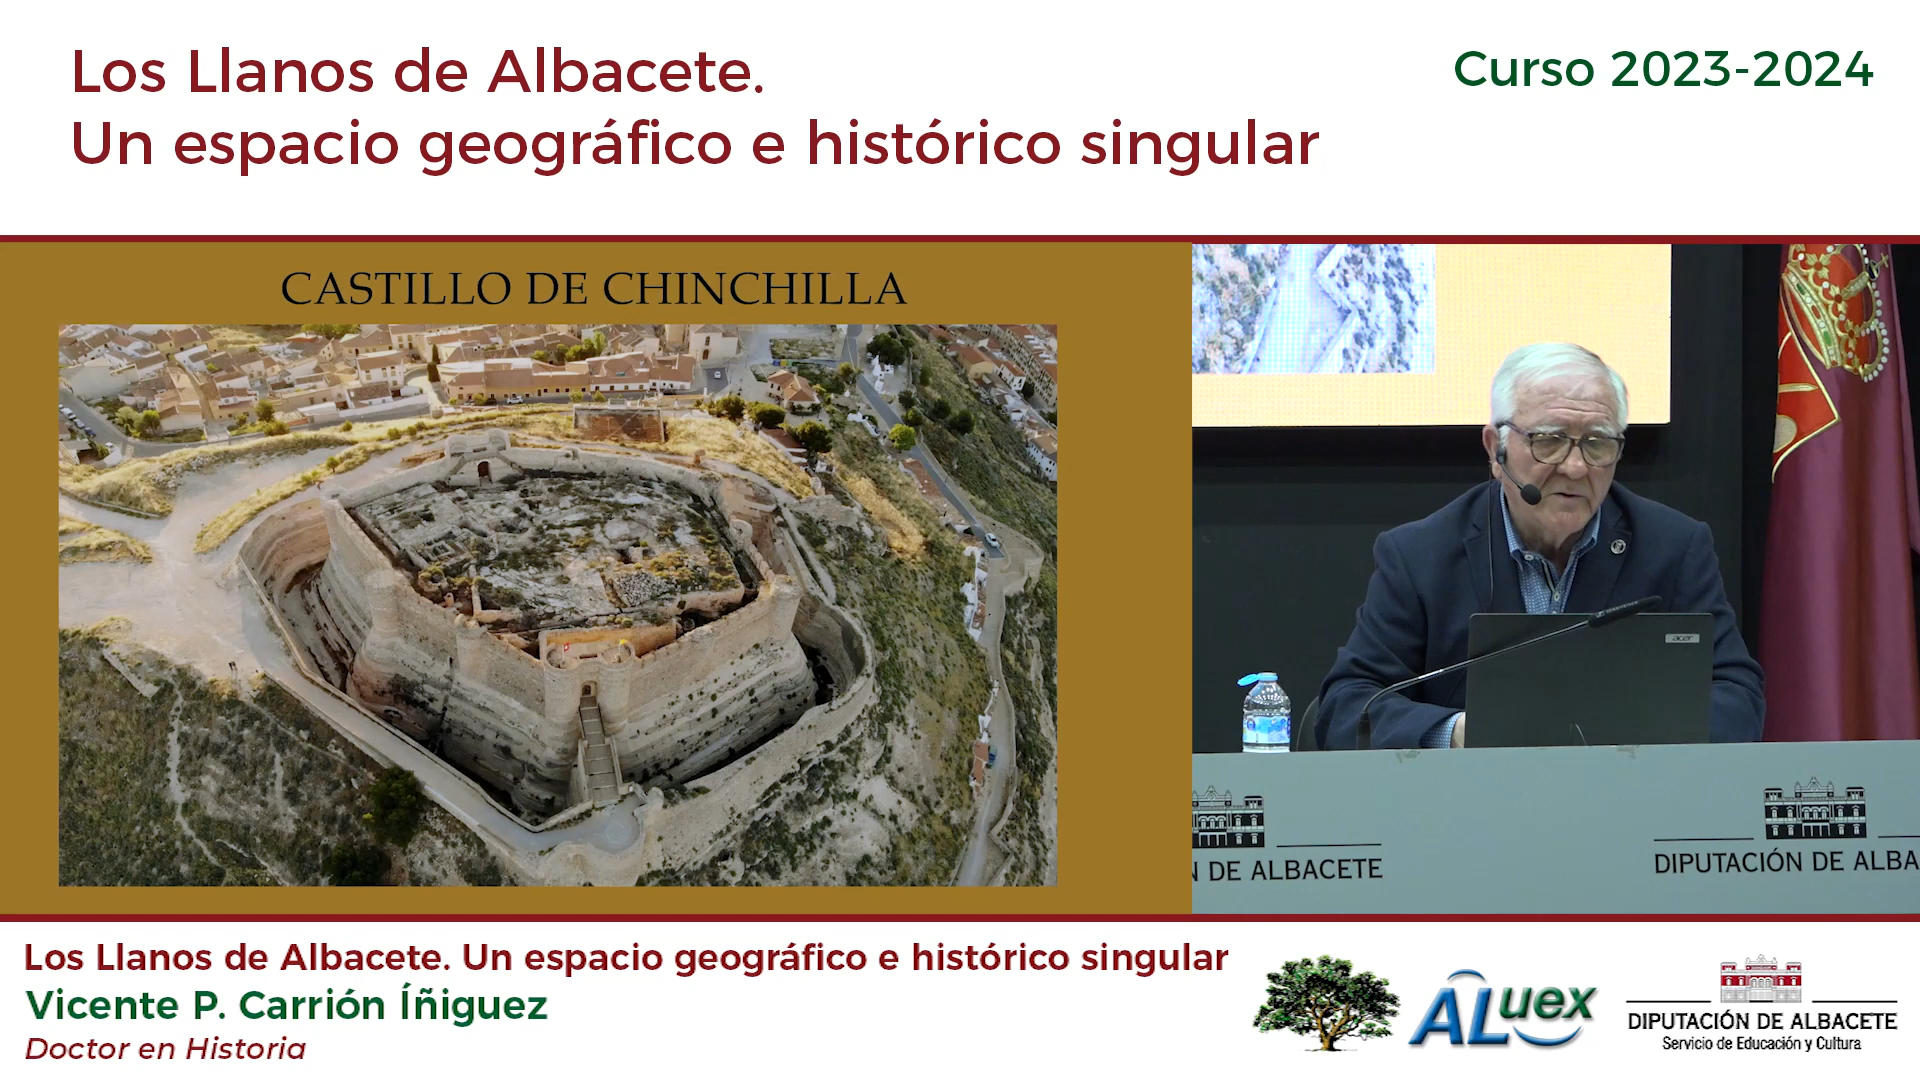 Los Llanos de Albacete.
Un espacio geográfico e histórico singular
Curso 2023-2024
CASTILLO DE CHINCHILLA
acer
N DE ALBACETE
DIPUTACIÓN DE ALBA
Los Llanos de Albacete. Un espacio geográfico e histórico singular
Vicente P. Carrión Íñiguez
Doctor en Historia
ALuex
DIPUTACIÓN DE ALBACETE
Servicio de Educación y Cultura